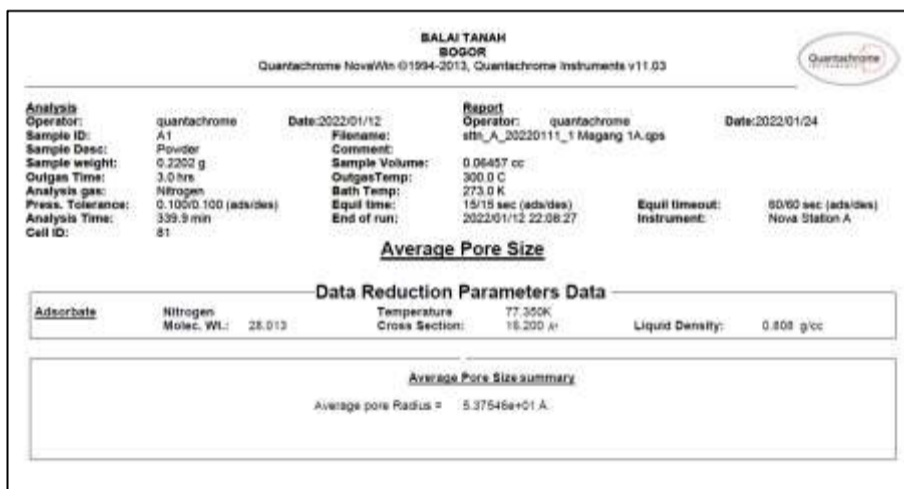 BALAI TANAH
BOGOR
Quantachrome NovaWin ©1994-2013, Quantachrome Instruments v11.03
Quantachrome
INSTRUMENTS
Analysis Report
Operator: quantachrome Date:2022/01/12 Operator: quantachrome Date:2022/01/24
Sample ID: A1 Filename: sttn_A_20220111_1 Magang 1A.qps
Sample Desc: Powder Comment:
Sample weight: 0.2202 g Sample Volume: 0.06457 cc
Outgas Time: 3.0 hrs OutgasTemp: 300.0 C
Analysis gas: Nitrogen Bath Temp: 273.0 K
Press. Tolerance: 0.100/0.100 (ads/des) Equil time: 15/15 sec (ads/des) Equil timeout: 60/60 sec (ads/des)
Analysis Time: 339.9 min End of run: 2022/01/12 22:08:27 Instrument: Nova Station A
Cell ID: 81
Average Pore Size
Data Reduction Parameters Data
Adsorbate Nitrogen Temperature 77.350K
Molec. Wt.: 28.013 Cross Section: 16.200 Å² Liquid Density: 0.808 g/cc
Average Pore Size summary
Average pore Radius = 5.37546e+01 Å